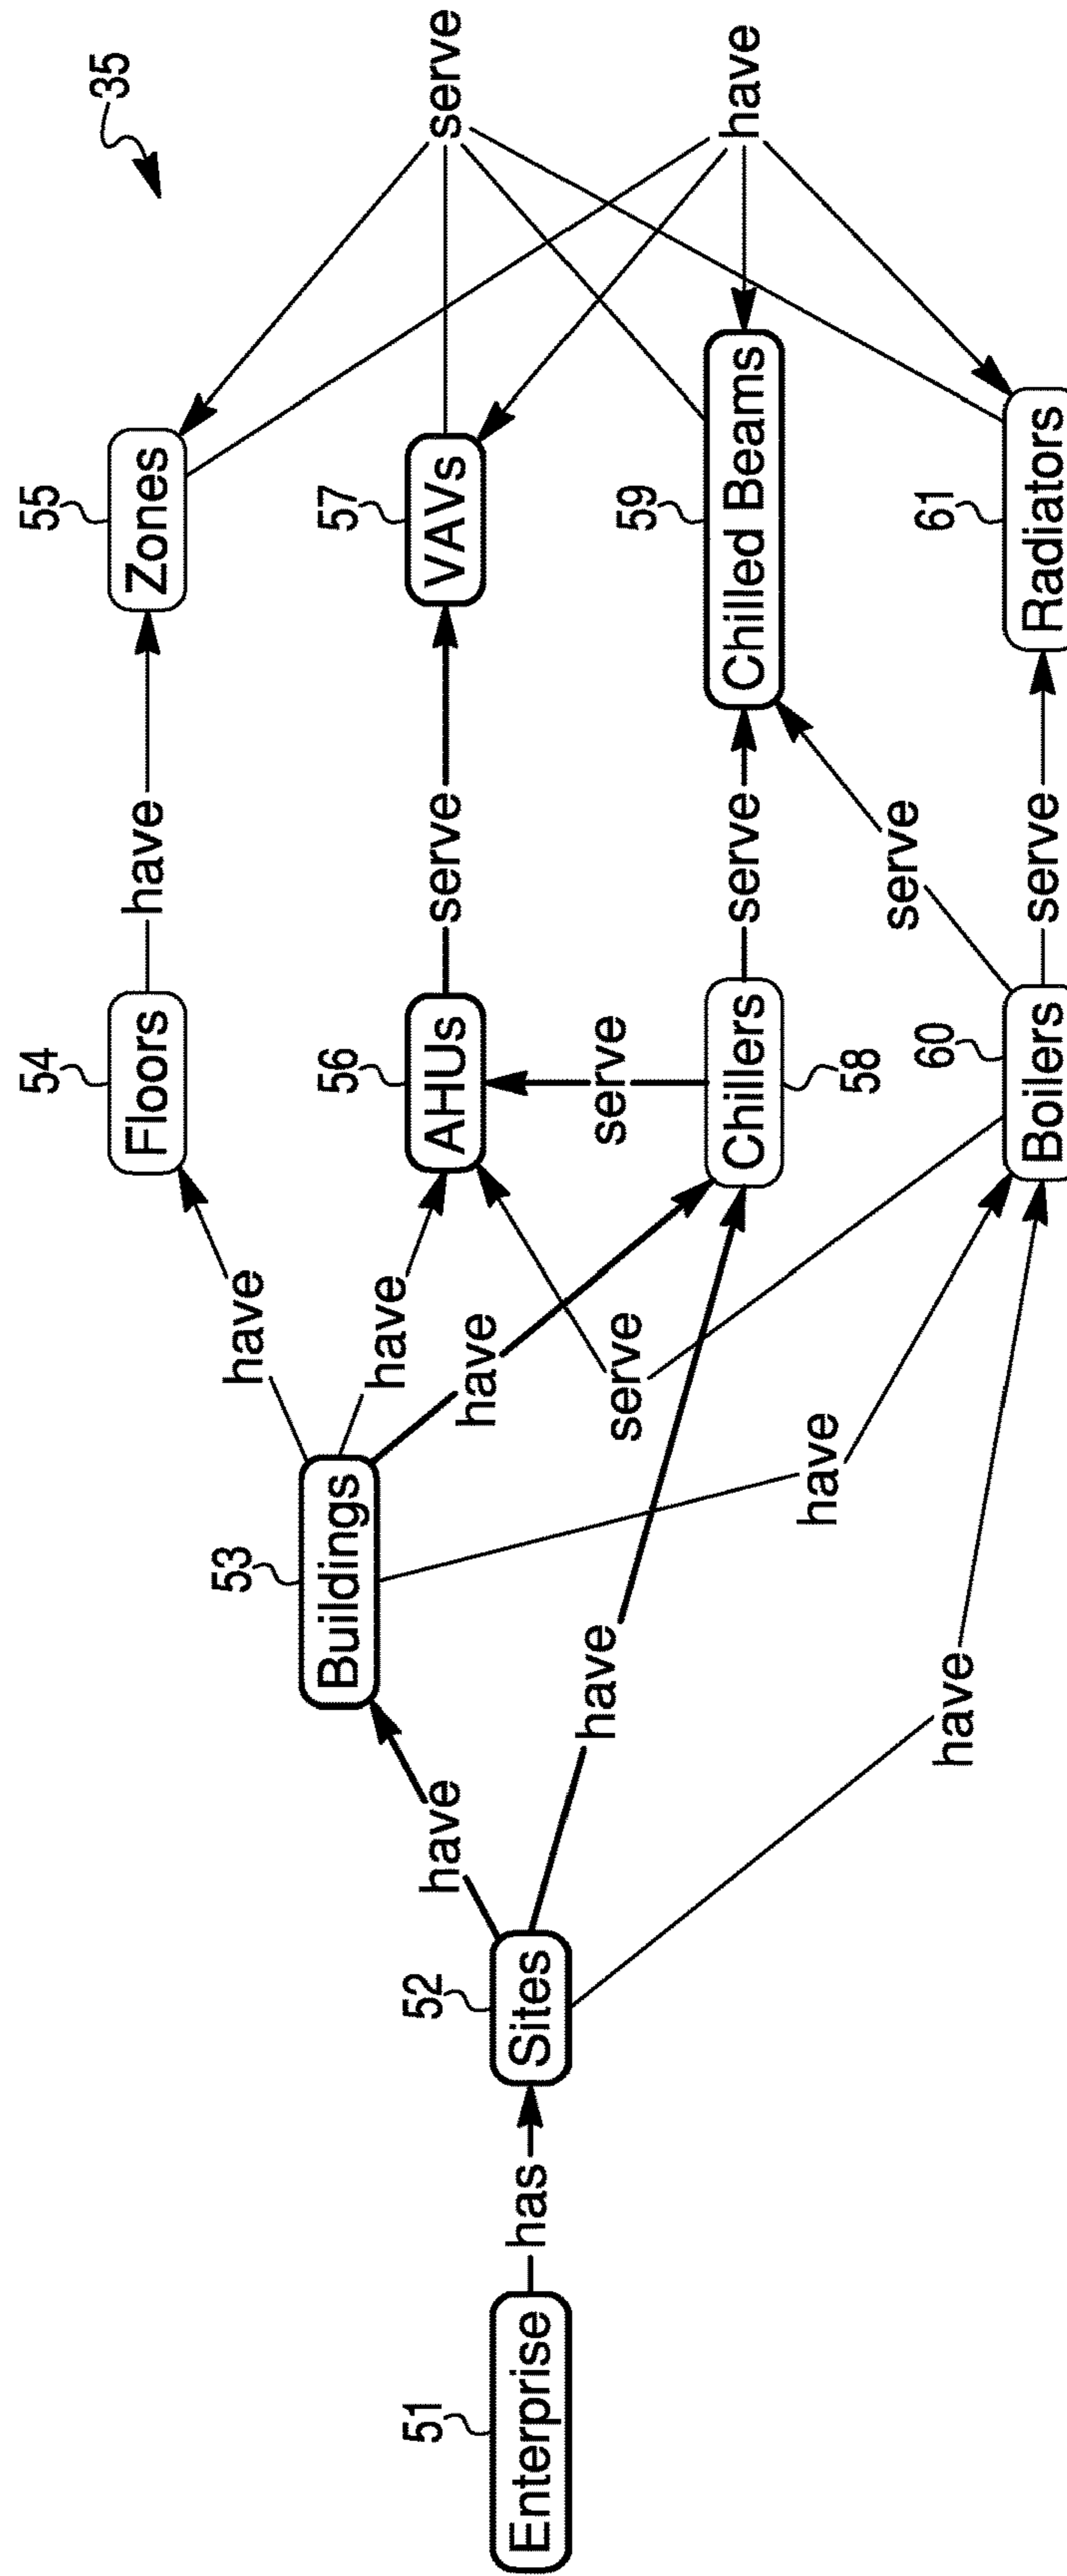 35
51
Enterprise
has
52
Sites
have
have
have
53
Buildings
have
have
have
have
54
Floors
have
55
Zones
56
AHUs
serve
57
VAVs
serve
serve
58
Chillers
serve
59
Chilled Beams
serve
60
Boilers
serve
61
Radiators
serve
have